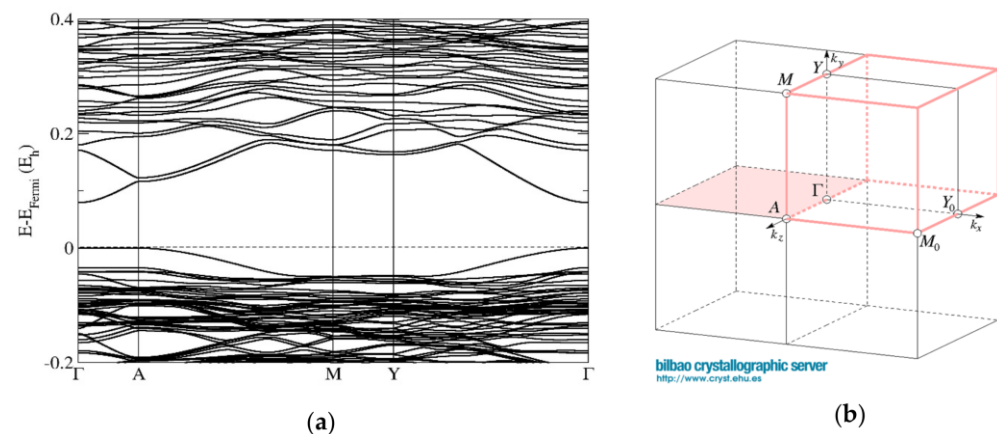 0.4
0.2
0
-0.2
E-E_Fermi (E_h)
Γ A M Y Γ
(a)
k_y
Y
M
Γ
A
k_z
Y_0
k_x
M_0
bilbao crystallographic server
http://www.cryst.ehu.es
(b)